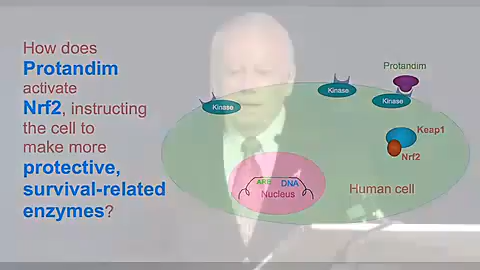 How does
Protandim
activate
Nrf2, instructing
the cell to
make more
protective,
survival-related
enzymes?
Protandim
Kinase
Kinase
Kinase
Keap1
Nrf2
ARE DNA
Nucleus
Human cell